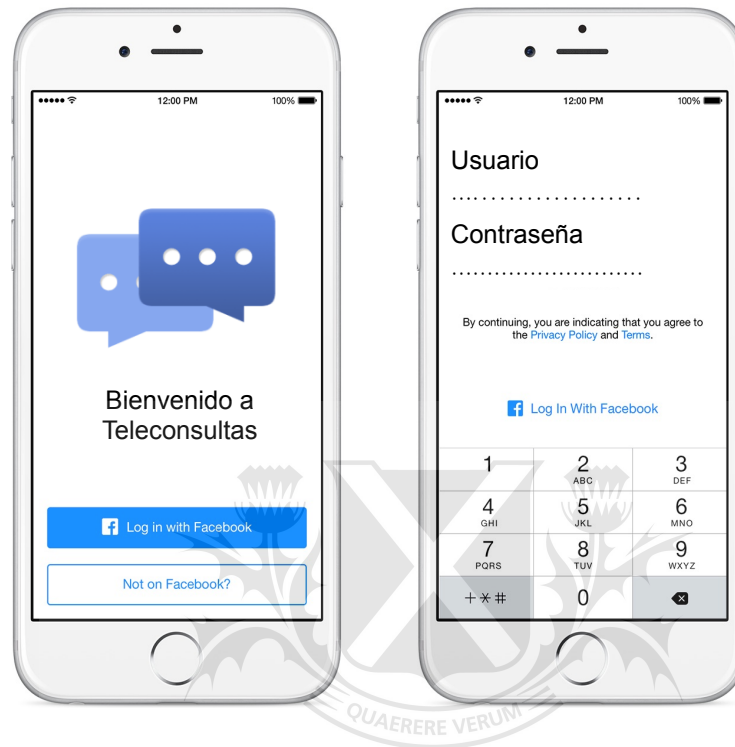 ●●●●● 12:00 PM 100%
Bienvenido a
Teleconsultas
Log in with Facebook
Not on Facebook?
●●●●● 12:00 PM 100%
Usuario
......................
Contraseña
...........................
By continuing, you are indicating that you agree to
the Privacy Policy and Terms.
Log In With Facebook
1 2 3
ABC DEF
4 5 6
GHI JKL MNO
7 8 9
PQRS TUV WXYZ
+*# 0
QUAERERE VERUM